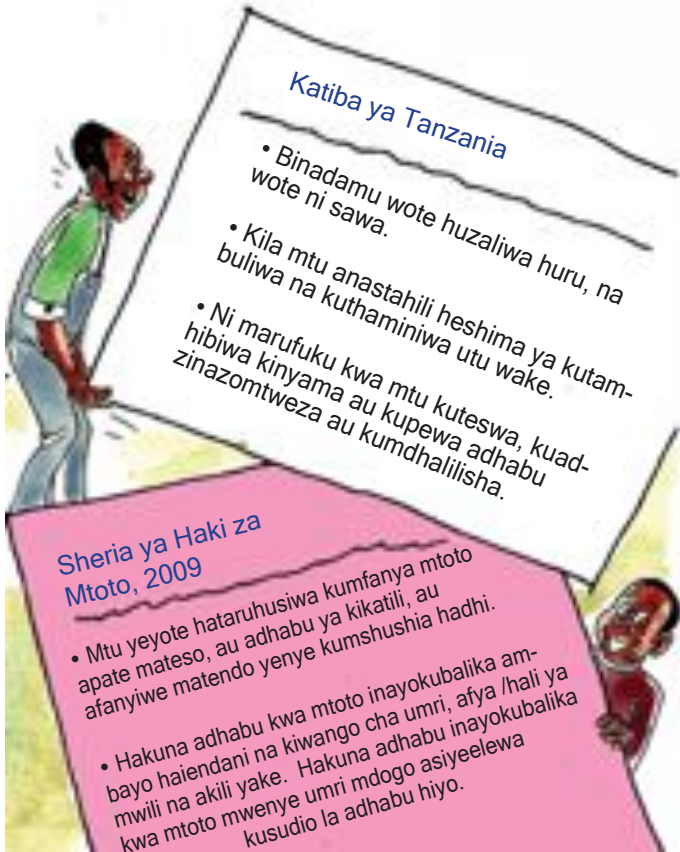 Katiba ya Tanzania
• Binadamu wote huzaliwa huru, na
wote ni sawa.
• Kila mtu anastahili heshima ya kutam-
buliwa na kuthaminiwa utu wake.
• Ni marufuku kwa mtu kuteswa, kuad-
hibiwa kinyama au kupewa adhabu
zinazomtweza au kumdhalilisha.
Sheria ya Haki za
Mtoto, 2009
• Mtu yeyote hataruhusiwa kumfanya mtoto
apate mateso, au adhabu ya kikatili, au
afanyiwe matendo yenye kumshushia hadhi.
• Hakuna adhabu kwa mtoto inayokubalika am-
bayo haiendani na kiwango cha umri, afya /hali ya
mwili na akili yake. Hakuna adhabu inayokubalika
kwa mtoto mwenye umri mdogo asiyeelewa
kusudio la adhabu hiyo.